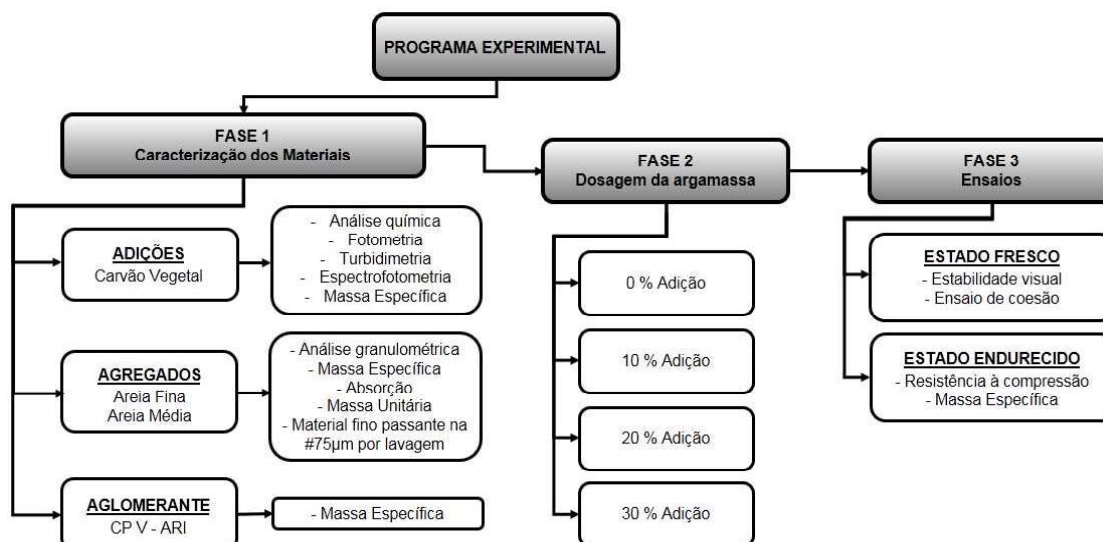 PROGRAMA EXPERIMENTAL
FASE 1
Caracterização dos Materiais
ADIÇÕES
Carvão Vegetal
- Análise química
- Fotometria
- Turbidimetria
- Espectrofotometria
- Massa Específica
AGREGADOS
Areia Fina
Areia Média
- Análise granulométrica
- Massa Específica
- Absorção
- Massa Unitária
- Material fino passante na
#75µm por lavagem
AGLOMERANTE
CP V - ARI
- Massa Específica
FASE 2
Dosagem da argamassa
0 % Adição
10 % Adição
20 % Adição
30 % Adição
FASE 3
Ensaios
ESTADO FRESCO
- Estabilidade visual
- Ensaio de coesão
ESTADO ENDURECIDO
- Resistência à compressão
- Massa Específica